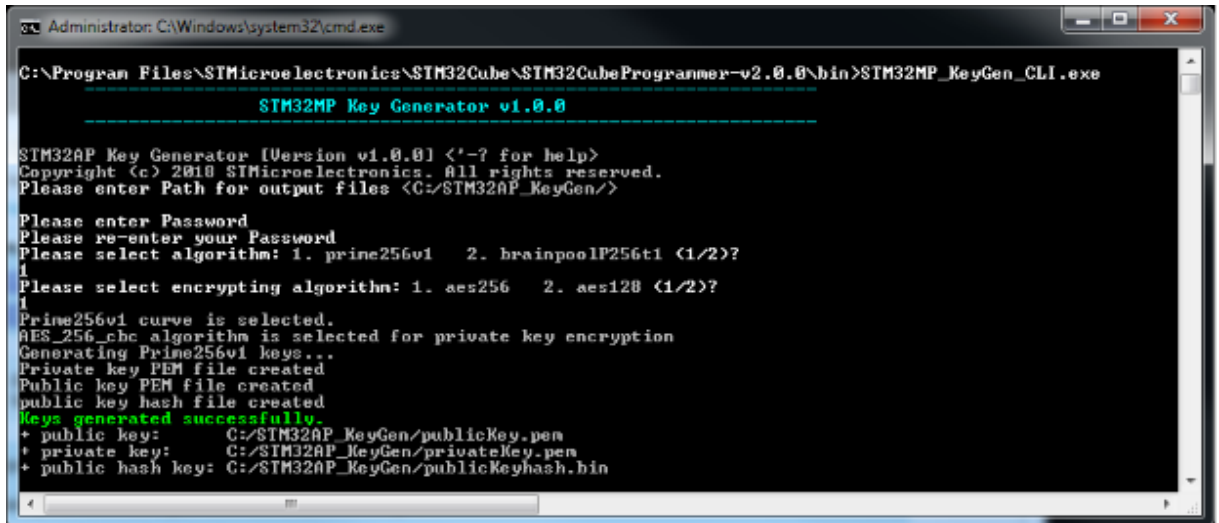 Administrator: C:\Windows\system32\cmd.exe
C:\Program Files\STMicroelectronics\STM32Cube\STM32CubeProgrammer-v2.0.0\bin>STM32MP_KeyGen_CLI.exe
STM32MP Key Generator v1.0.0
STM32AP Key Generator [Version v1.0.0] <'-? for help>
Copyright <c> 2018 STMicroelectronics. All rights reserved.
Please enter Path for output files <C:/STM32AP_KeyGen/>
Please enter Password
Please re-enter your Password
Please select algorithm: 1. prime256v1   2. brainpoolP256t1 <1/2>?
1
Please select encrypting algorithm: 1. aes256   2. aes128 <1/2>?
1
Prime256v1 curve is selected.
AES_256_cbc algorithm is selected for private key encryption
Generating Prime256v1 keys...
Private key PEM file created
Public key PEM file created
public key hash file created
Keys generated successfully.
+ public key:       C:/STM32AP_KeyGen/publicKey.pem
+ private key:      C:/STM32AP_KeyGen/privateKey.pem
+ public hash key: C:/STM32AP_KeyGen/publicKeyhash.bin